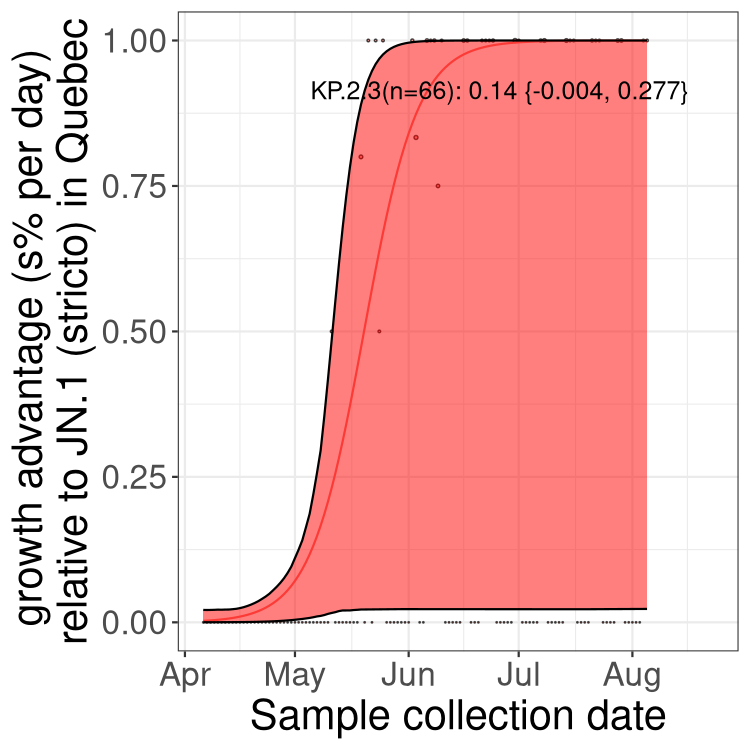 growth advantage (s% per day)
relative to JN.1 (stricto) in Quebec
1.00
0.75
0.50
0.25
0.00
KP.2.3(n=66): 0.14 {-0.004, 0.277}
Apr May Jun Jul Aug
Sample collection date